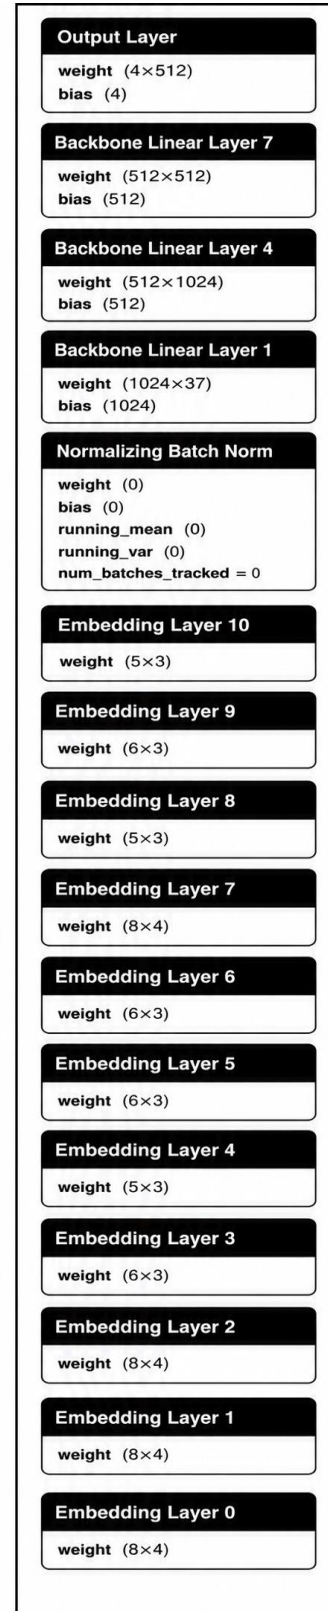 Output Layer
weight (4×512)
bias (4)
Backbone Linear Layer 7
weight (512×512)
bias (512)
Backbone Linear Layer 4
weight (512×1024)
bias (512)
Backbone Linear Layer 1
weight (1024×37)
bias (1024)
Normalizing Batch Norm
weight (0)
bias (0)
running_mean (0)
running_var (0)
num_batches_tracked = 0
Embedding Layer 10
weight (5×3)
Embedding Layer 9
weight (6×3)
Embedding Layer 8
weight (5×3)
Embedding Layer 7
weight (8×4)
Embedding Layer 6
weight (6×3)
Embedding Layer 5
weight (6×3)
Embedding Layer 4
weight (5×3)
Embedding Layer 3
weight (6×3)
Embedding Layer 2
weight (8×4)
Embedding Layer 1
weight (8×4)
Embedding Layer 0
weight (8×4)